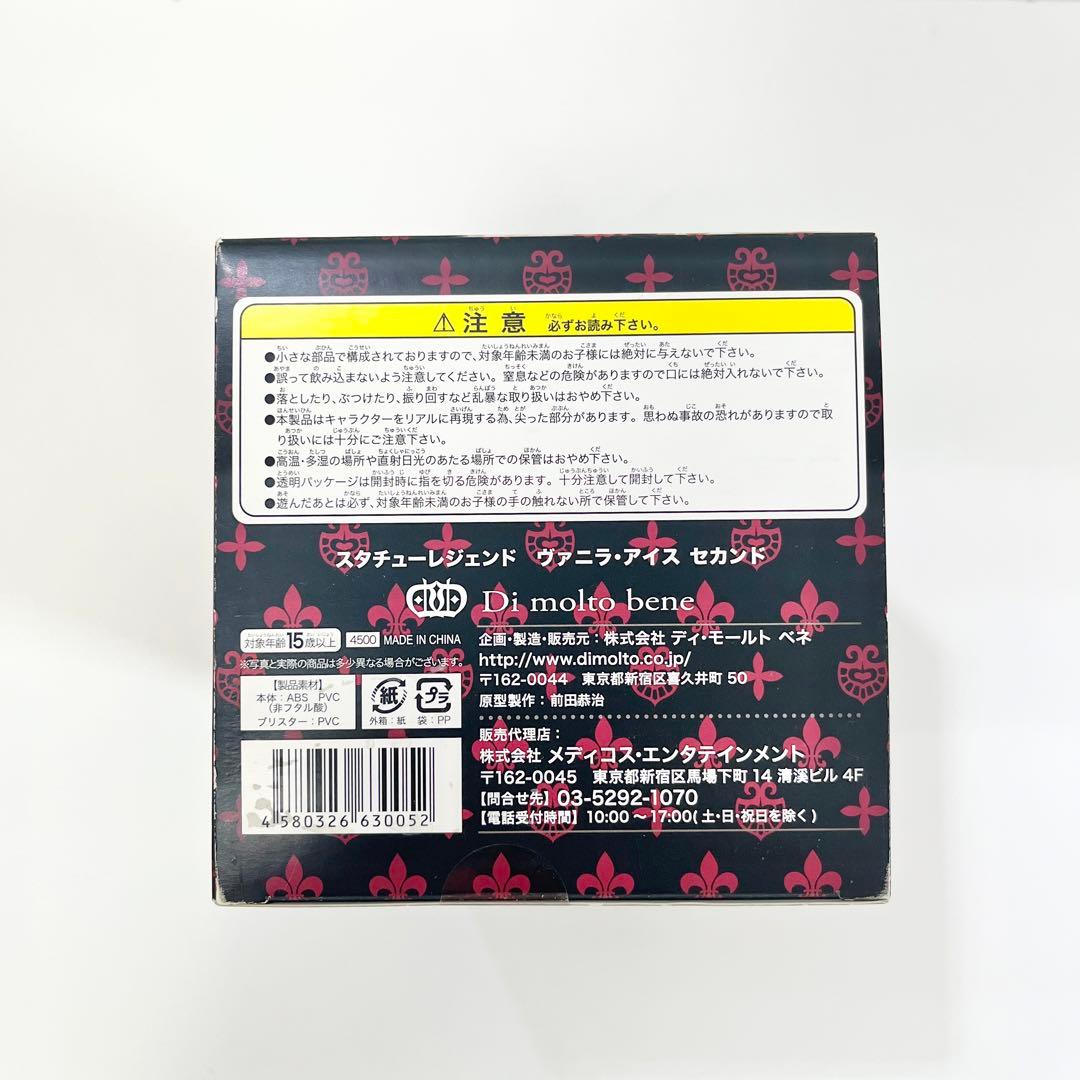 ⚠注意 必ずお読み下さい。
●小さな部品で構成されておりますので、対象年齢未満のお子様には絶対に与えないで下さい。
●誤って飲み込まないよう注意してください。窒息などの危険がありますので口には絶対入れないで下さい。
●落としたり、ぶつけたり、振り回すなど乱暴な取り扱いはおやめ下さい。
●本製品はキャラクターをリアルに再現する為、尖った部分があります。思わぬ事故の恐れがありますので取
り扱いには十分にご注意下さい。
●高温・多湿の場所や直射日光のあたる場所での保管はおやめ下さい。
●透明パッケージは開封時に指を切る危険があります。十分注意して開封して下さい。
●遊んだあとは必ず、対象年齢未満のお子様の手の触れない所で保管して下さい。
スタチューレジェンド ヴァニラ・アイス セカンド
Di molto bene
対象年齢15歳以上 4500 MADE IN CHINA
※写真と実際の商品は多少異なる場合がございます。
【製品素材】
本体：ABS PVC
（非フタル酸）
ブリスター：PVC
紙 プラ
外箱：紙 袋：PP
4 580326 630052
企画・製造・販売元：株式会社 ディ・モールト ベネ
http://www.dimolto.co.jp/
〒162-0044 東京都新宿区喜久井町 50
原型製作：前田恭治
販売代理店：
株式会社 メディコス・エンタテインメント
〒162-0045 東京都新宿区馬場下町 14 清溪ビル 4F
【問合せ先】03-5292-1070
【電話受付時間】10:00～17:00(土・日・祝日を除く)